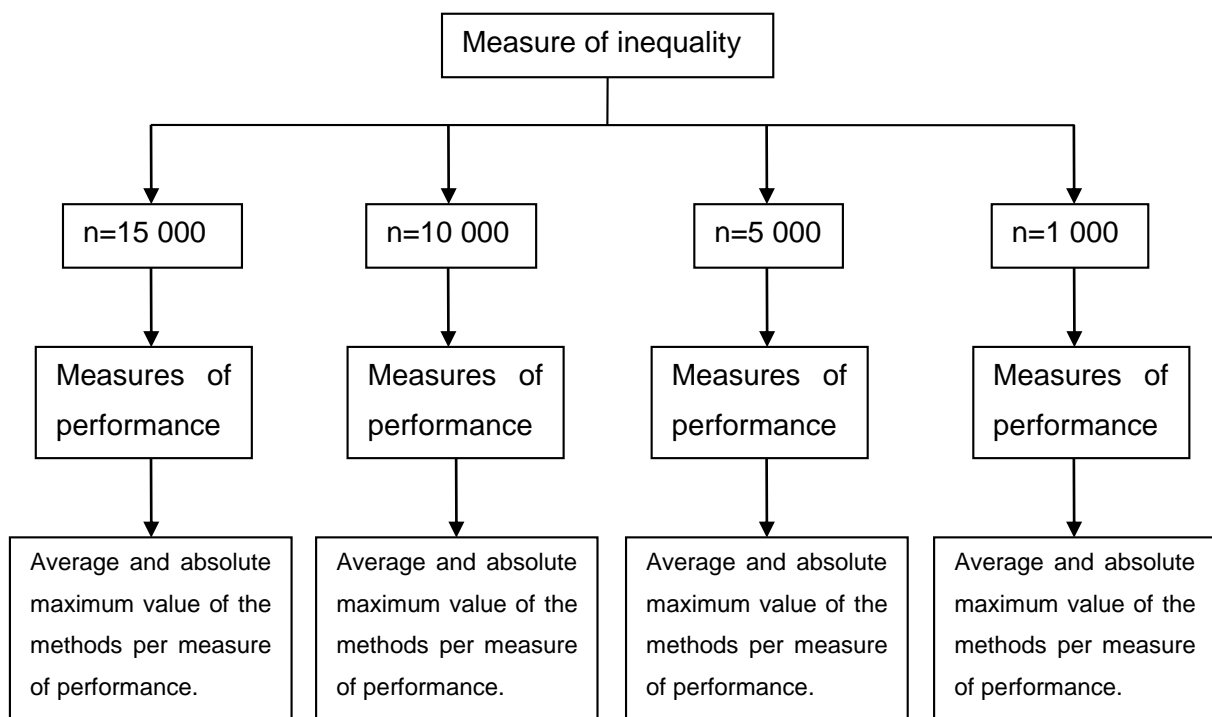 Measure of inequality
n=15 000
n=10 000
n=5 000
n=1 000
Measures of
performance
Measures of
performance
Measures of
performance
Measures of
performance
Average and absolute
maximum value of the
methods per measure
of performance.
Average and absolute
maximum value of the
methods per measure
of performance.
Average and absolute
maximum value of the
methods per measure
of performance.
Average and absolute
maximum value of the
methods per measure
of performance.